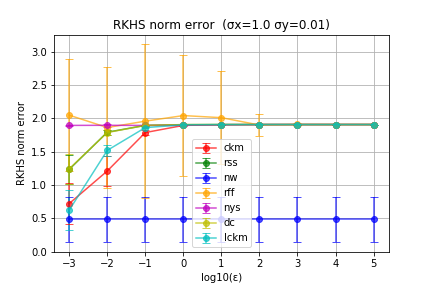 RKHS norm error (σx=1.0 σy=0.01)
RKHS norm error
3.0
2.5
2.0
1.5
1.0
0.5
0.0
ckm
rss
nw
rff
nys
dc
lckm
−3 −2 −1 0 1 2 3 4 5
log10(ε)